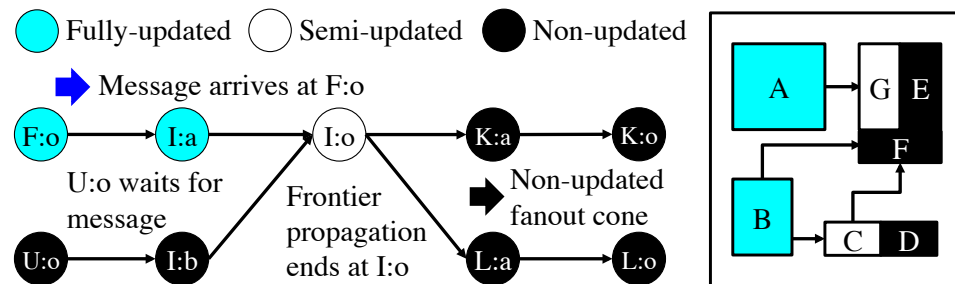 Fully-updated Semi-updated Non-updated
Message arrives at F:o
F:o I:a I:o K:a K:o
U:o waits for
message
Frontier
propagation
ends at I:o
Non-updated
fanout cone
U:o I:b L:a L:o
A G E
F
B
C D